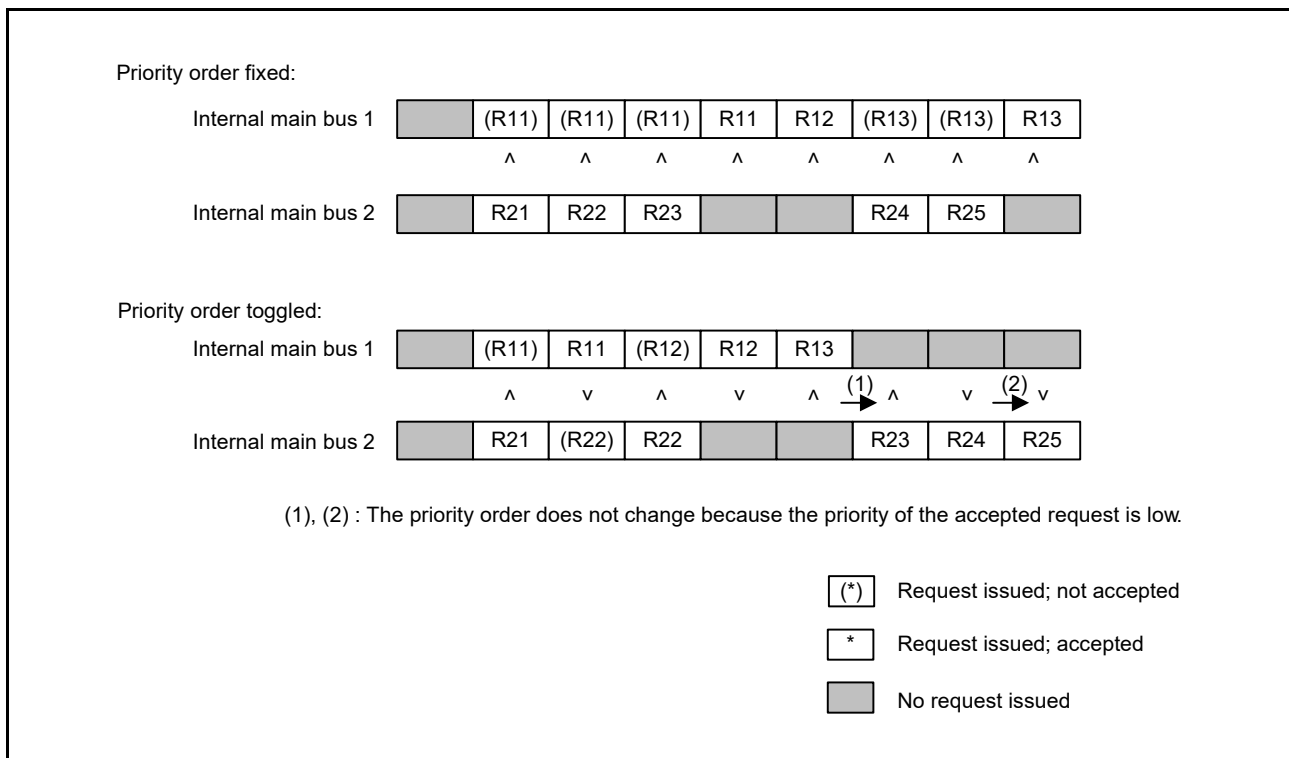 Priority order fixed:
Internal main bus 1 (R11) (R11) (R11) R11 R12 (R13) (R13) R13
^ ^ ^ ^ ^ ^ ^ ^
Internal main bus 2 R21 R22 R23 R24 R25
Priority order toggled:
Internal main bus 1 (R11) R11 (R12) R12 R13
^ v ^ v ^ (1) ^ v (2) v
Internal main bus 2 R21 (R22) R22 R23 R24 R25
(1), (2) : The priority order does not change because the priority of the accepted request is low.
(*) Request issued; not accepted
* Request issued; accepted
No request issued